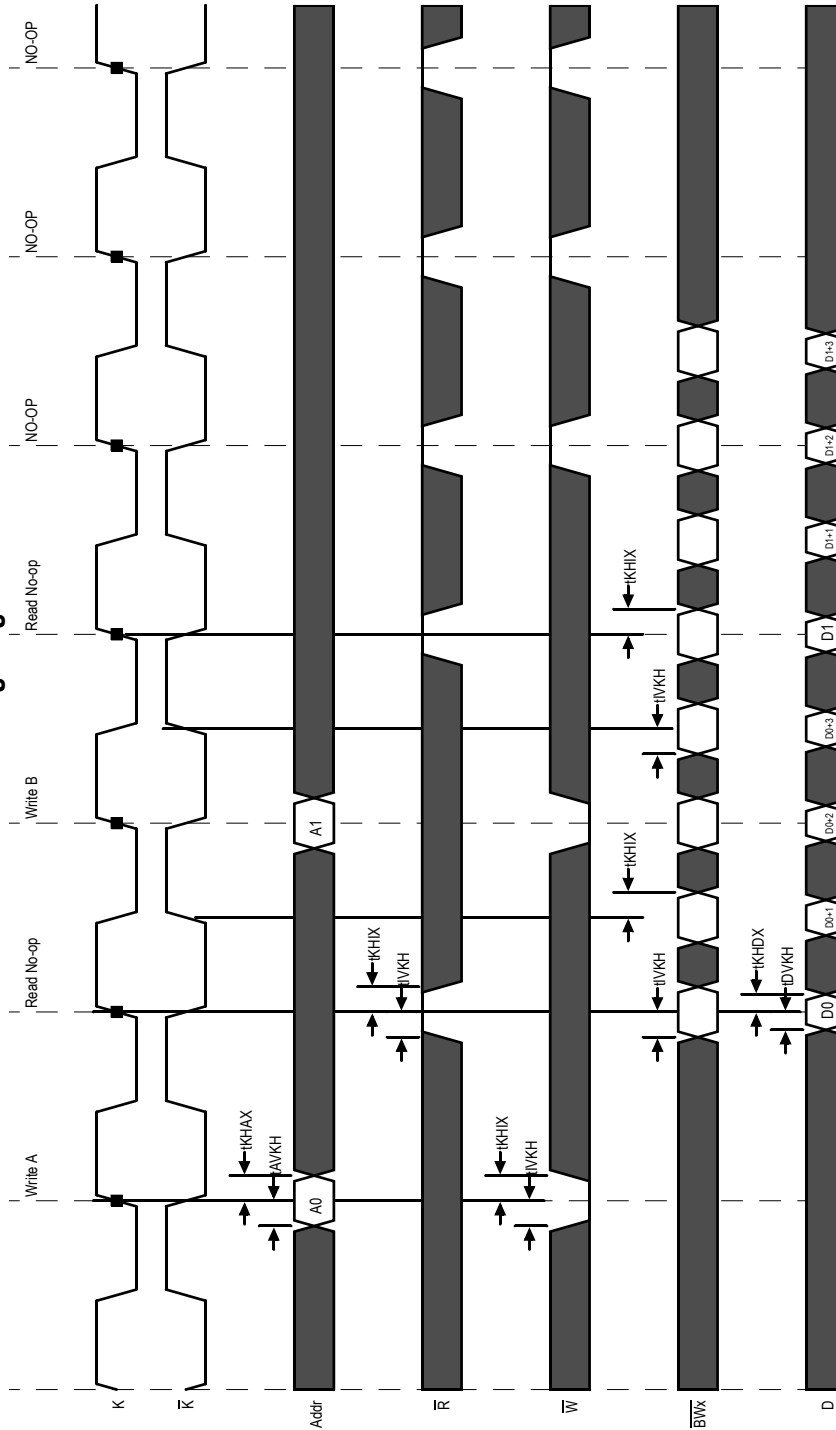 Write A Read No-op Write B Read No-op NO-OP NO-OP NO-OP
K
K̅
tKHAX
tAVKH
Addr A0 A1
tKHIX
tIVKH
R̅
tKHIX
tIVKH
W̅
tKHIX tKHIX
tIVKH tIVKH
B̅W̅x̅
tKHDX
tDVKH
D D0 D0+1 D0+2 D0+3 D1 D1+1 D1+2 D1+3